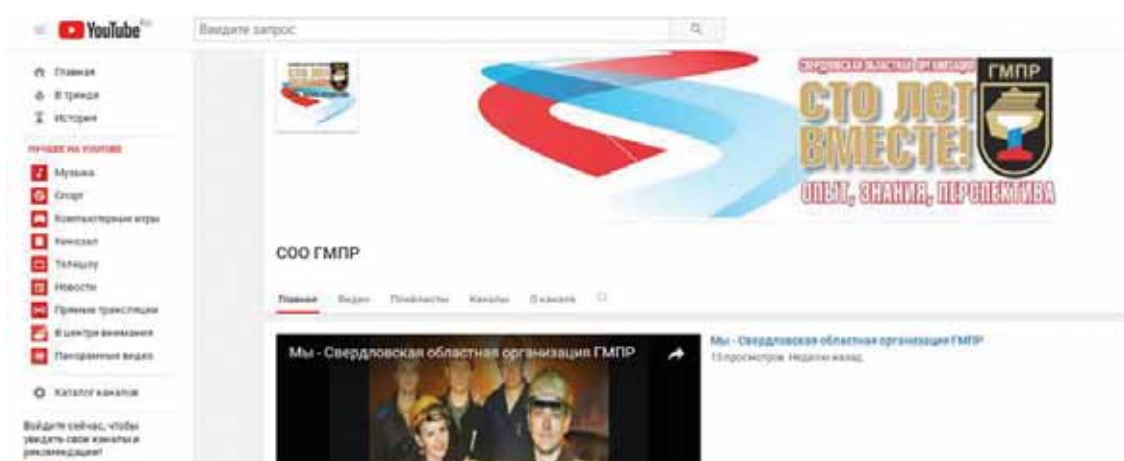 YouTube RU
Введите запрос
Главная
В тренде
История
ЛУЧШЕЕ НА YOUTUBE
Музыка
Спорт
Компьютерные игры
Кинозал
Телешоу
Новости
Прямые трансляции
В центре внимания
Панорамные видео
Каталог каналов
Войдите сейчас, чтобы
увидеть свои каналы и
рекомендации!
СВЕРДЛОВСКАЯ ОБЛАСТНАЯ ОРГАНИЗАЦИЯ
ГМПР
СТО ЛЕТ
ВМЕСТЕ!
ОПЫТ, ЗНАНИЯ, ПЕРСПЕКТИВА
СОО ГМПР
Главная Видео Плейлисты Каналы О канале
Мы - Свердловская областная организация ГМПР
Мы - Свердловская областная организация ГМПР
15 просмотров Неделю назад